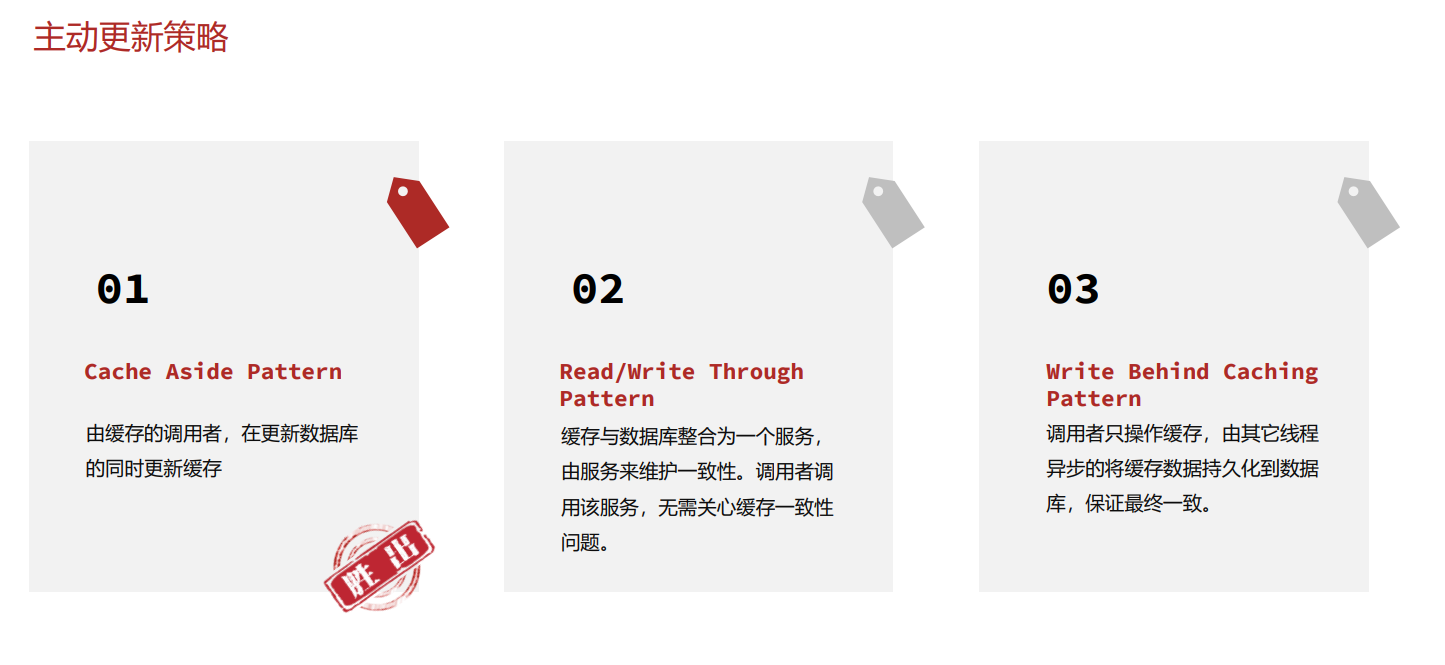 主动更新策略
01
Cache Aside Pattern
由缓存的调用者，在更新数据库
的同时更新缓存
胜出
02
Read/Write Through
Pattern
缓存与数据库整合为一个服务，
由服务来维护一致性。调用者调
用该服务，无需关心缓存一致性
问题。
03
Write Behind Caching
Pattern
调用者只操作缓存，由其它线程
异步的将缓存数据持久化到数据
库，保证最终一致。